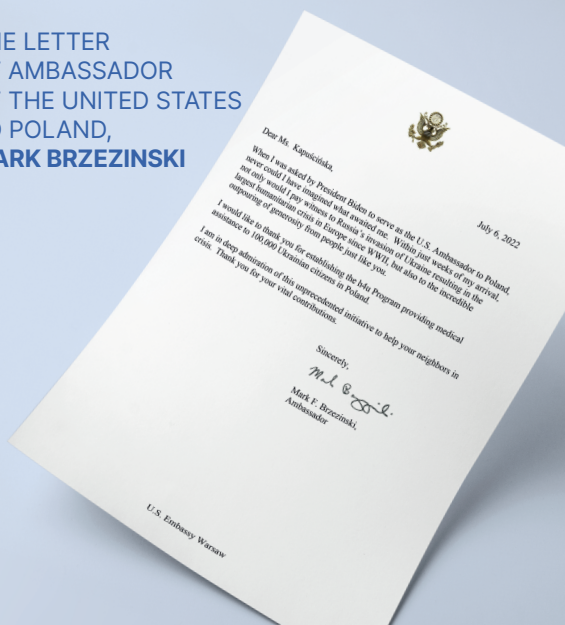 E LETTER
AMBASSADOR
THE UNITED STATES
POLAND,
ARK BRZEZINSKI
July 6, 2022
Dear Ms. Kapuścińska,
When I was asked by President Biden to serve as the U.S. Ambassador to Poland,
never could I have imagined what awaited me. Within just weeks of my arrival,
not only would I pay witness to Russia's invasion of Ukraine resulting in the
largest humanitarian crisis in Europe since WWII, but also to the incredible
outpouring of generosity from people just like you.
I would like to thank you for establishing the b4u Program providing medical
assistance to 100,000 Ukrainian citizens in Poland.
I am in deep admiration of this unprecedented initiative to help your neighbors in
crisis. Thank you for your vital contributions.
Sincerely,
Mark F. Brzezinski,
Ambassador
U.S. Embassy Warsaw